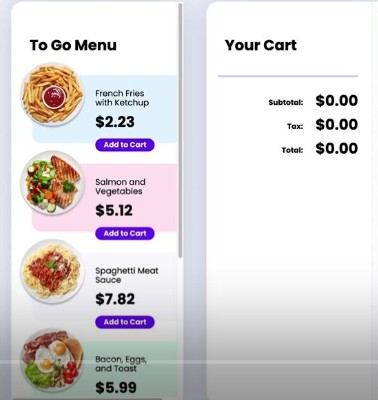 To Go Menu
French Fries
with Ketchup
$2.23
Add to Cart
Salmon and
Vegetables
$5.12
Add to Cart
Spaghetti Meat
Sauce
$7.82
Add to Cart
Bacon, Eggs,
and Toast
$5.99
Your Cart
Subtotal: $0.00
Tax: $0.00
Total: $0.00